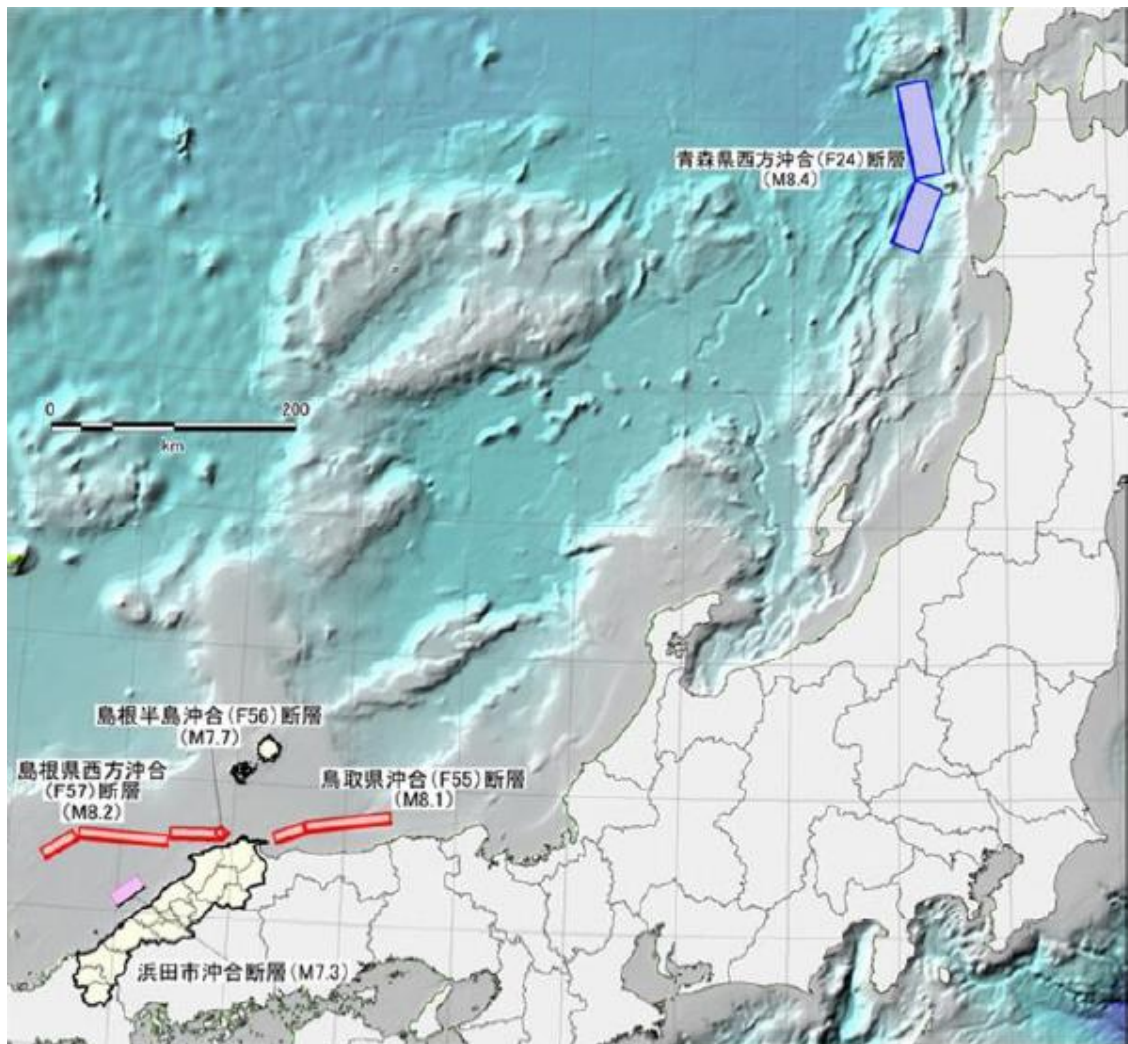 青森県西方沖合(F24)断層
(M8.4)
0
200
km
島根半島沖合(F56)断層
(M7.7)
島根県西方沖合
(F57)断層
(M8.2)
鳥取県沖合(F55)断層
(M8.1)
浜田市沖合断層(M7.3)